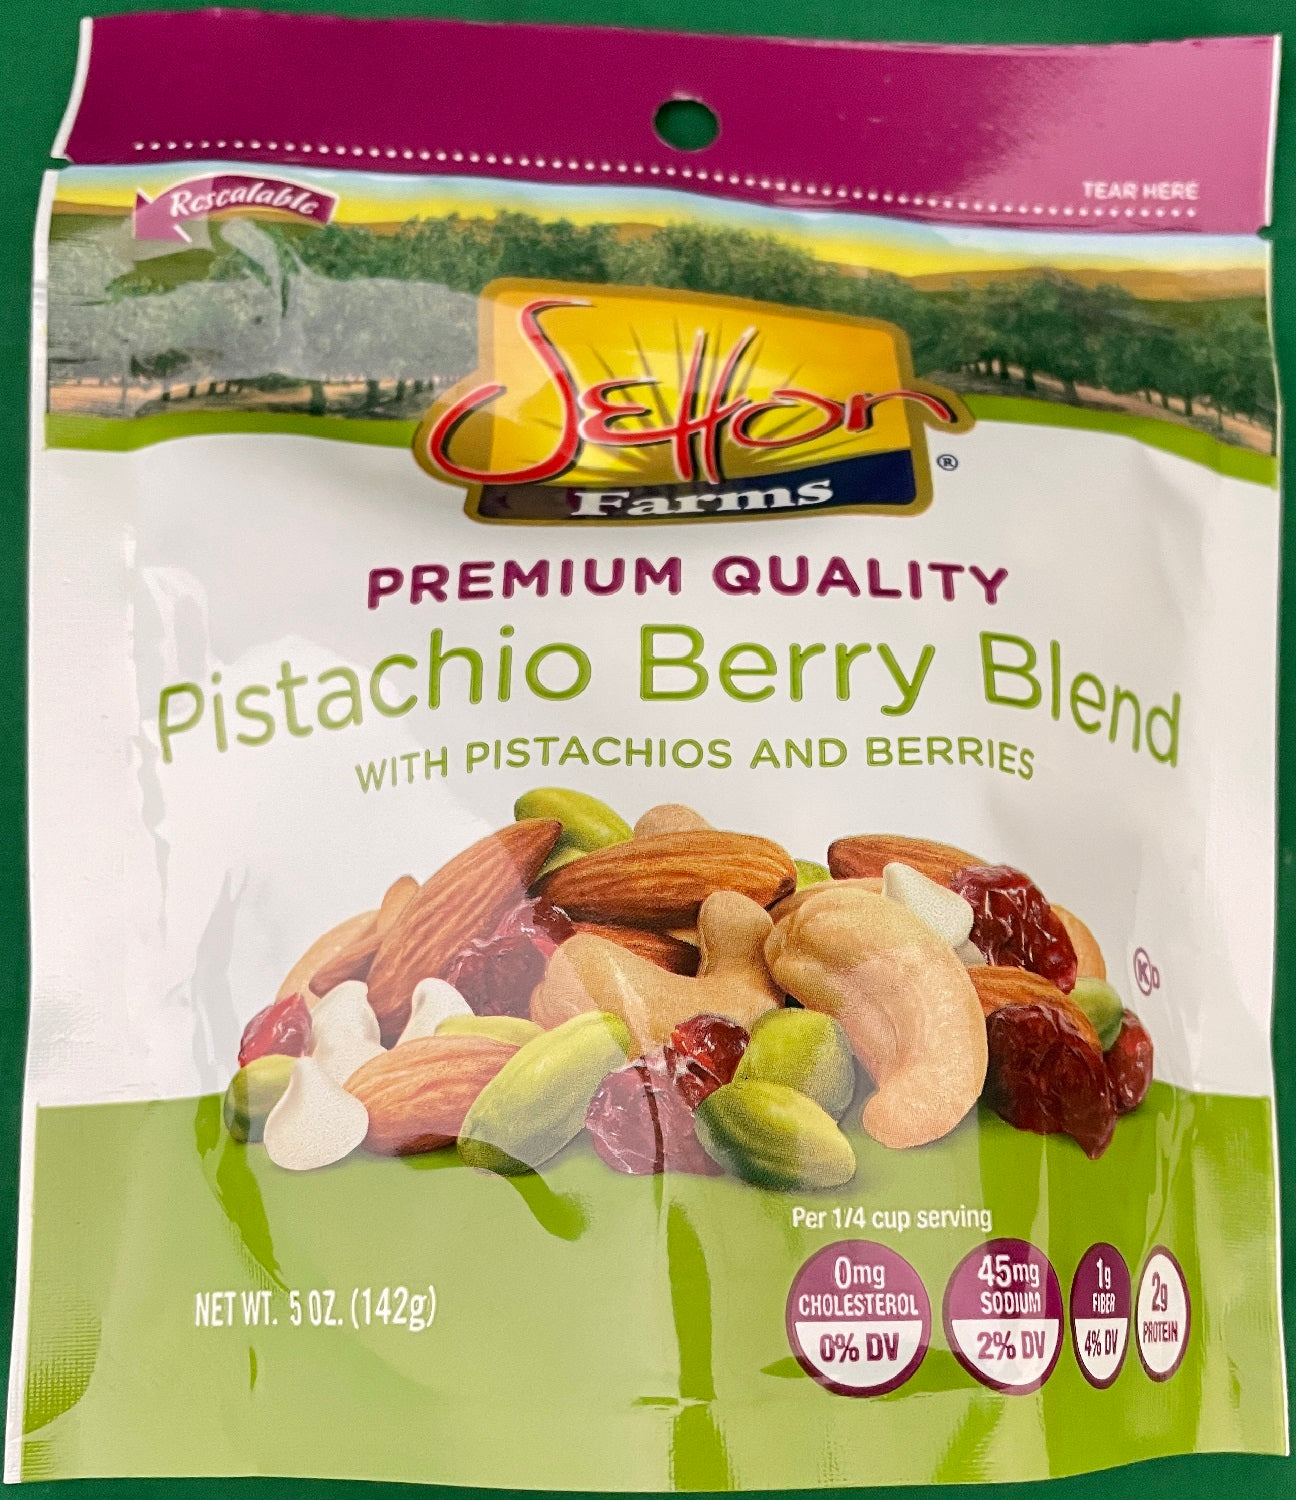 TEAR HERE
Resealable
Setton
Farms
®
PREMIUM QUALITY
Pistachio Berry Blend
WITH PISTACHIOS AND BERRIES
K D
Per 1/4 cup serving
0mg
CHOLESTEROL
0% DV
45mg
SODIUM
2% DV
1g
FIBER
4% DV
2g
PROTEIN
NET WT. 5 OZ. (142g)